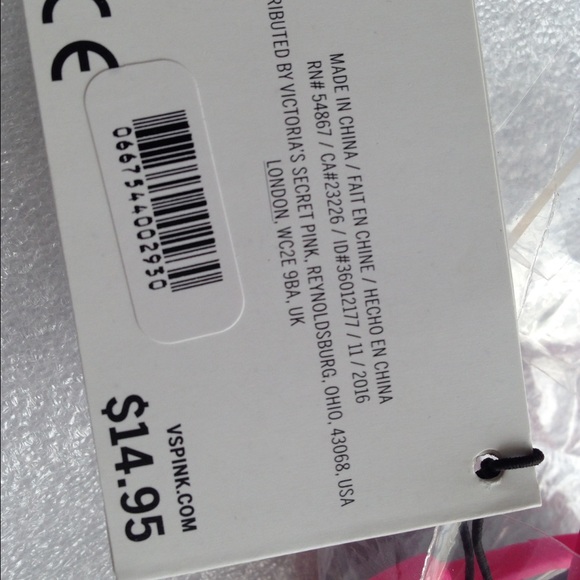 MADE IN CHINA / FAIT EN CHINE / HECHO EN CHINA
RN# 54867 / CA#23226 / ID#36012177 / 11 / 2016
BY VICTORIA'S SECRET PINK, REYNOLDSBURG, OHIO, 43068, USA
LONDON, WC2E 9BA, UK
CE
0667544002930
VSPINK.COM
$14.95